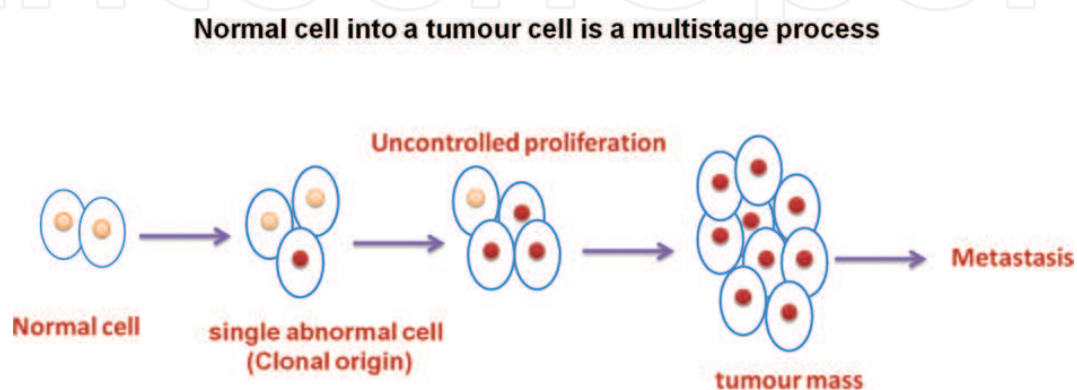 Normal cell into a tumour cell is a multistage process
Uncontrolled proliferation
Normal cell
single abnormal cell
(Clonal origin)
tumour mass
Metastasis